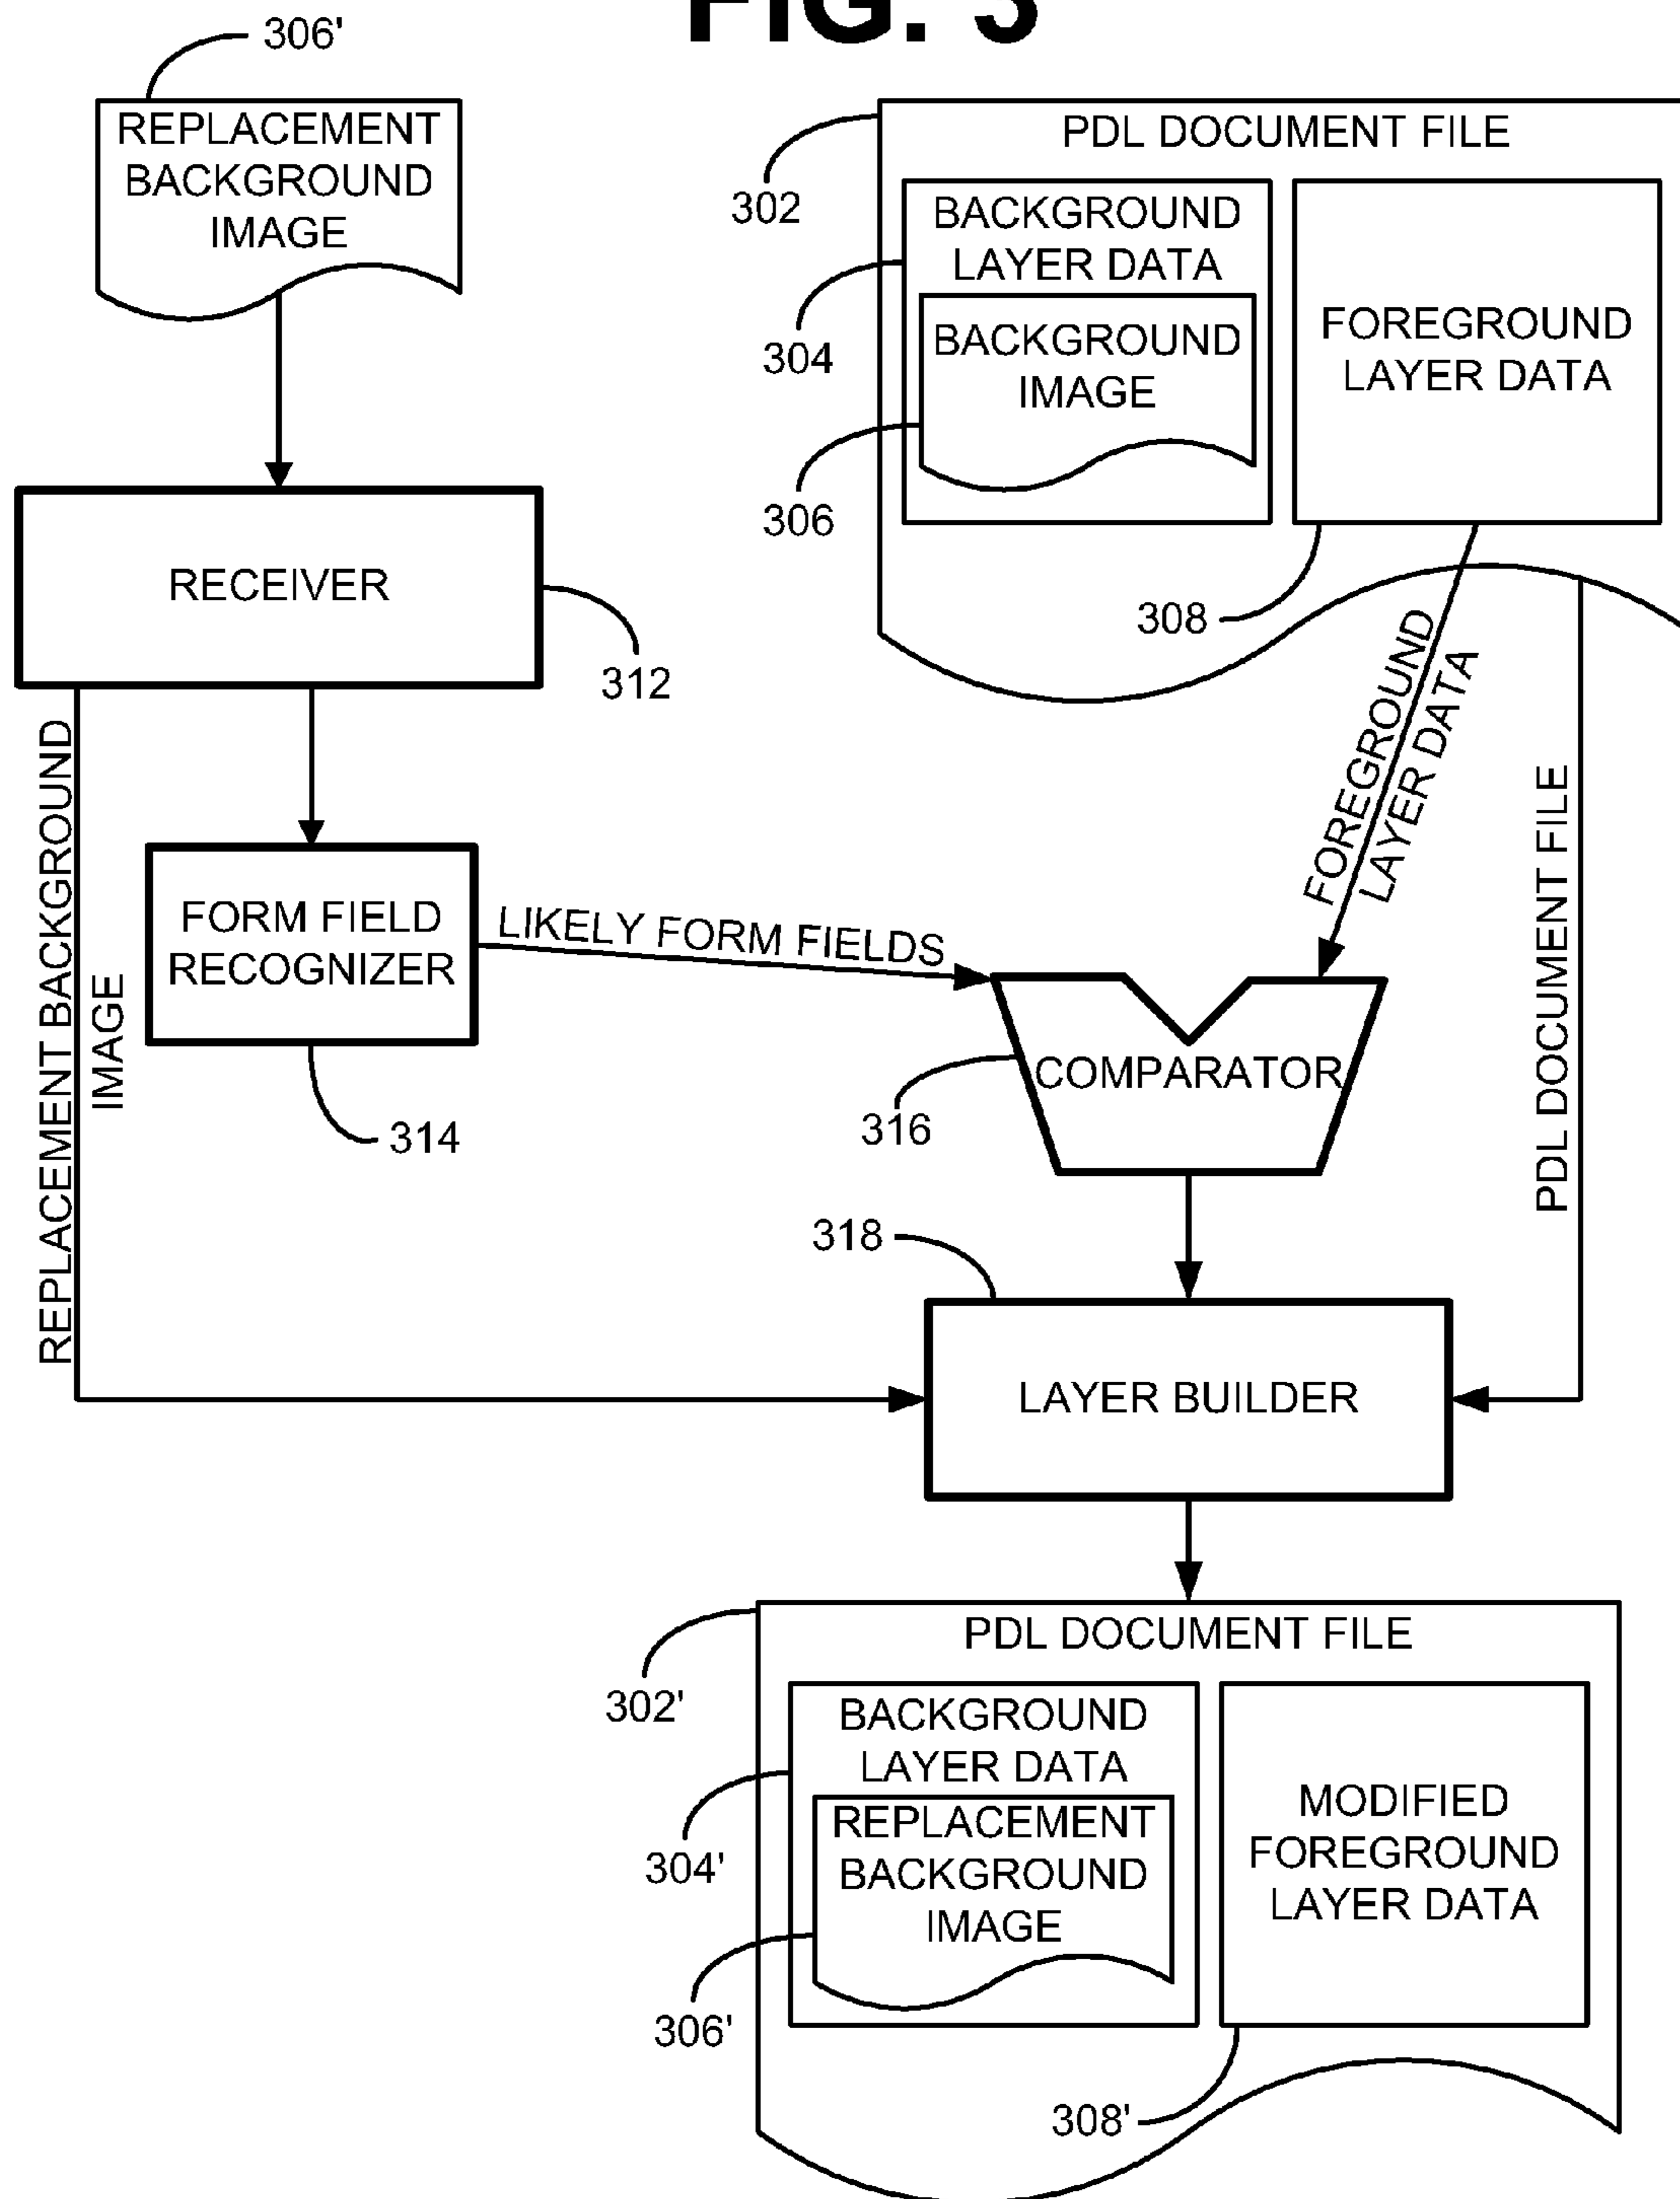 FIG. 3
306'
REPLACEMENT
BACKGROUND
IMAGE
302
PDL DOCUMENT FILE
BACKGROUND
LAYER DATA
304
BACKGROUND
IMAGE
306
FOREGROUND
LAYER DATA
308
RECEIVER
312
REPLACEMENT BACKGROUND
IMAGE
FORM FIELD
RECOGNIZER
314
LIKELY FORM FIELDS
FOREGROUND
LAYER DATA
PDL DOCUMENT FILE
COMPARATOR
316
318
LAYER BUILDER
302'
PDL DOCUMENT FILE
BACKGROUND
LAYER DATA
304'
REPLACEMENT
BACKGROUND
IMAGE
306'
MODIFIED
FOREGROUND
LAYER DATA
308'